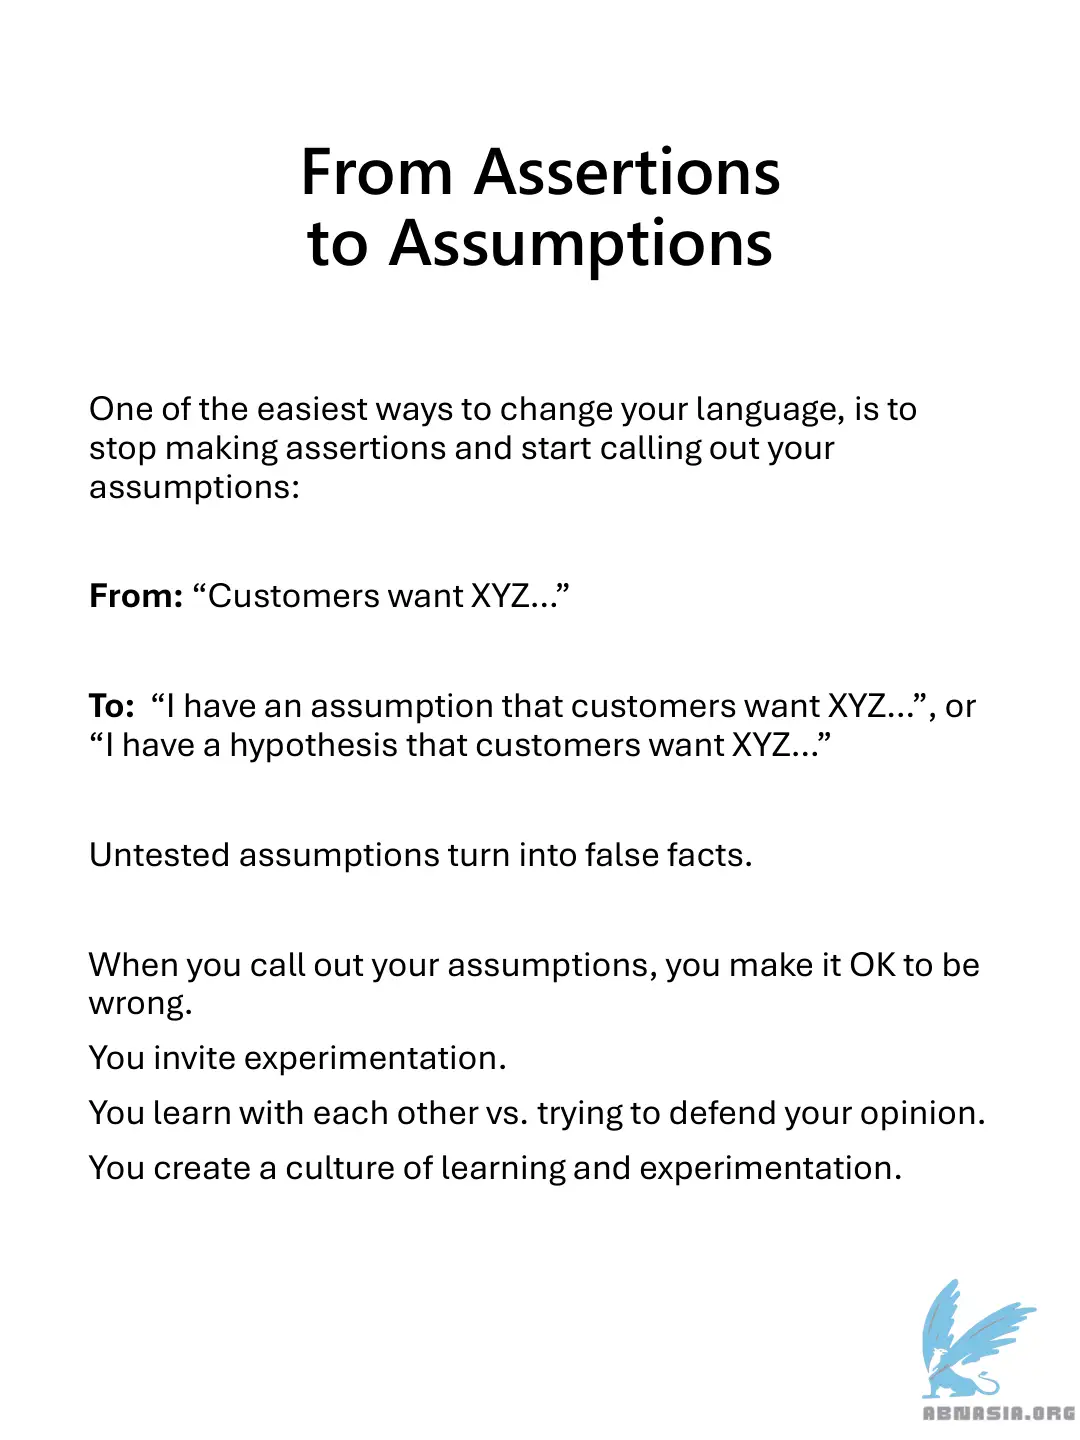 From Assertions
to Assumptions
One of the easiest ways to change your language, is to
stop making assertions and start calling out your
assumptions:
From: “Customers want XYZ…”
To:  “I have an assumption that customers want XYZ…”, or
“I have a hypothesis that customers want XYZ…”
Untested assumptions turn into false facts.
When you call out your assumptions, you make it OK to be
wrong.
You invite experimentation.
You learn with each other vs. trying to defend your opinion.
You create a culture of learning and experimentation.
ABNASIA.ORG